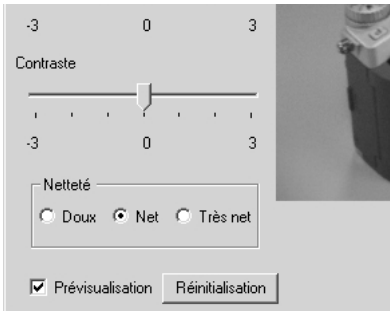 -3 0 3
Contraste
-3 0 3
Netteté
Doux Net Très net
Prévisualisation Réinitialisation